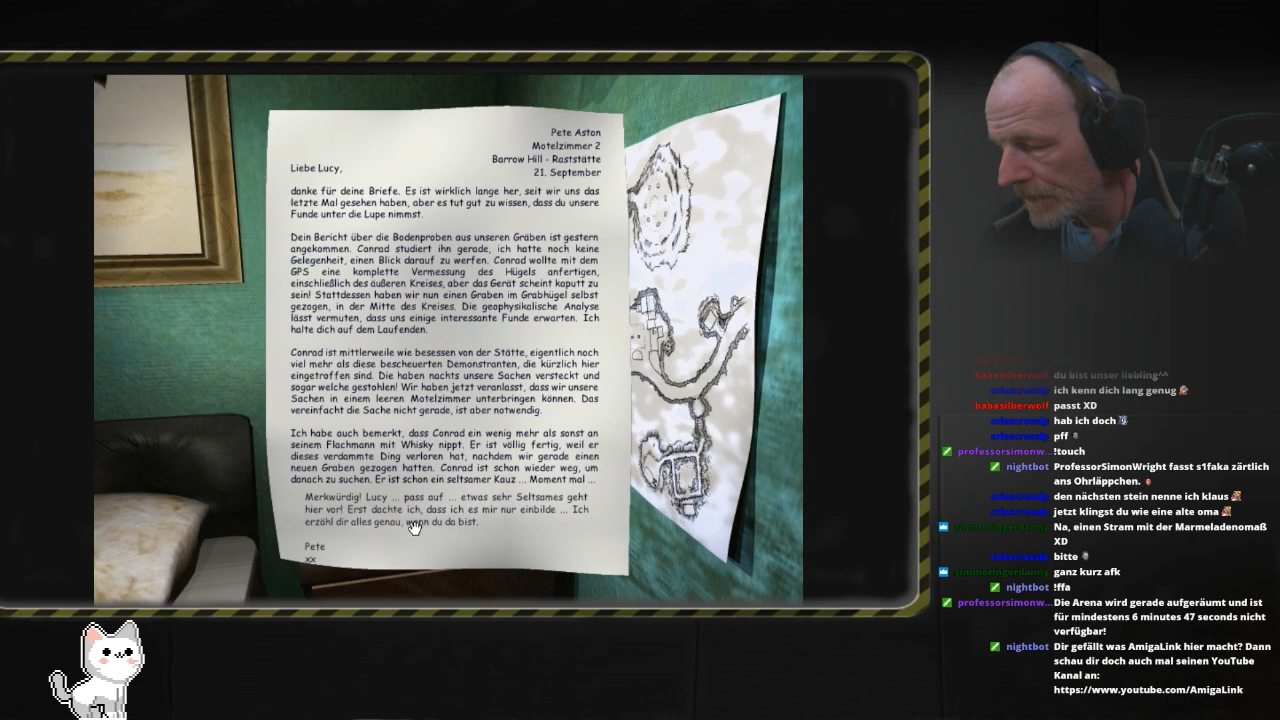 Pete Aston
Motelzimmer 2
Barrow Hill - Raststätte
21. September
Liebe Lucy,
danke für deine Briefe. Es ist wirklich lange her, seit wir uns das
letzte Mal gesehen haben, aber es tut gut zu wissen, dass du unsere
Funde unter die Lupe nimmst.
Dein Bericht über die Bodenproben aus unseren Gräben ist gestern
angekommen. Conrad studiert ihn gerade, ich hatte noch keine
Gelegenheit, einen Blick darauf zu werfen. Conrad wollte mit dem
GPS eine komplette Vermessung des Hügels anfertigen,
einschließlich des äußeren Kreises, aber das Gerät scheint kaputt zu
sein! Stattdessen haben wir nun einen Graben im Grabhügel selbst
gezogen, in der Mitte des Kreises. Die geophysikalische Analyse
lässt vermuten, dass uns einige interessante Funde erwarten. Ich
halte dich auf dem Laufenden.
Conrad ist mittlerweile wie besessen von der Stätte, eigentlich noch
viel mehr als diese bescheuerten Demonstranten, die kürzlich hier
eingetroffen sind. Die haben nachts unsere Sachen versteckt und
sogar welche gestohlen! Wir haben jetzt veranlasst, dass wir unsere
Sachen in einem leeren Motelzimmer unterbringen können. Das
vereinfacht die Sache nicht gerade, ist aber notwendig.
Ich habe auch bemerkt, dass Conrad ein wenig mehr als sonst an
seinem Flachmann mit Whisky nippt. Er ist völlig fertig, weil er
dieses verdammte Ding verloren hat, nachdem wir gerade einen
neuen Graben gezogen hatten. Conrad ist schon wieder weg, um
danach zu suchen. Er ist schon ein seltsamer Kauz ... Moment mal ...
Merkwürdig! Lucy ... pass auf ... etwas sehr Seltsames geht
hier vor! Erst dachte ich, dass ich es mir nur einbilde ... Ich
erzähl dir alles genau, wenn du da bist.
Pete
xx
babasilberwolf du bist unser liebling^^
ich kenn dich lang genug
babasilberwolf passt XD
hab ich doch
pff
professorsimonw... !touch
nightbot ProfessorSimonWright fasst s1faka zärtlich
ans Ohrläppchen.
den nächsten stein nenne ich klaus
jetzt klingst du wie eine alte oma
simmeringerdanny Na, einen Stram mit der Marmeladenomaß
XD
bitte
simmeringerdanny ganz kurz afk
nightbot !ffa
professorsimonw... Die Arena wird gerade aufgeräumt und ist
für mindestens 6 minutes 47 seconds nicht
verfügbar!
nightbot Dir gefällt was AmigaLink hier macht? Dann
schau dir doch auch mal seinen YouTube
Kanal an:
https://www.youtube.com/AmigaLink